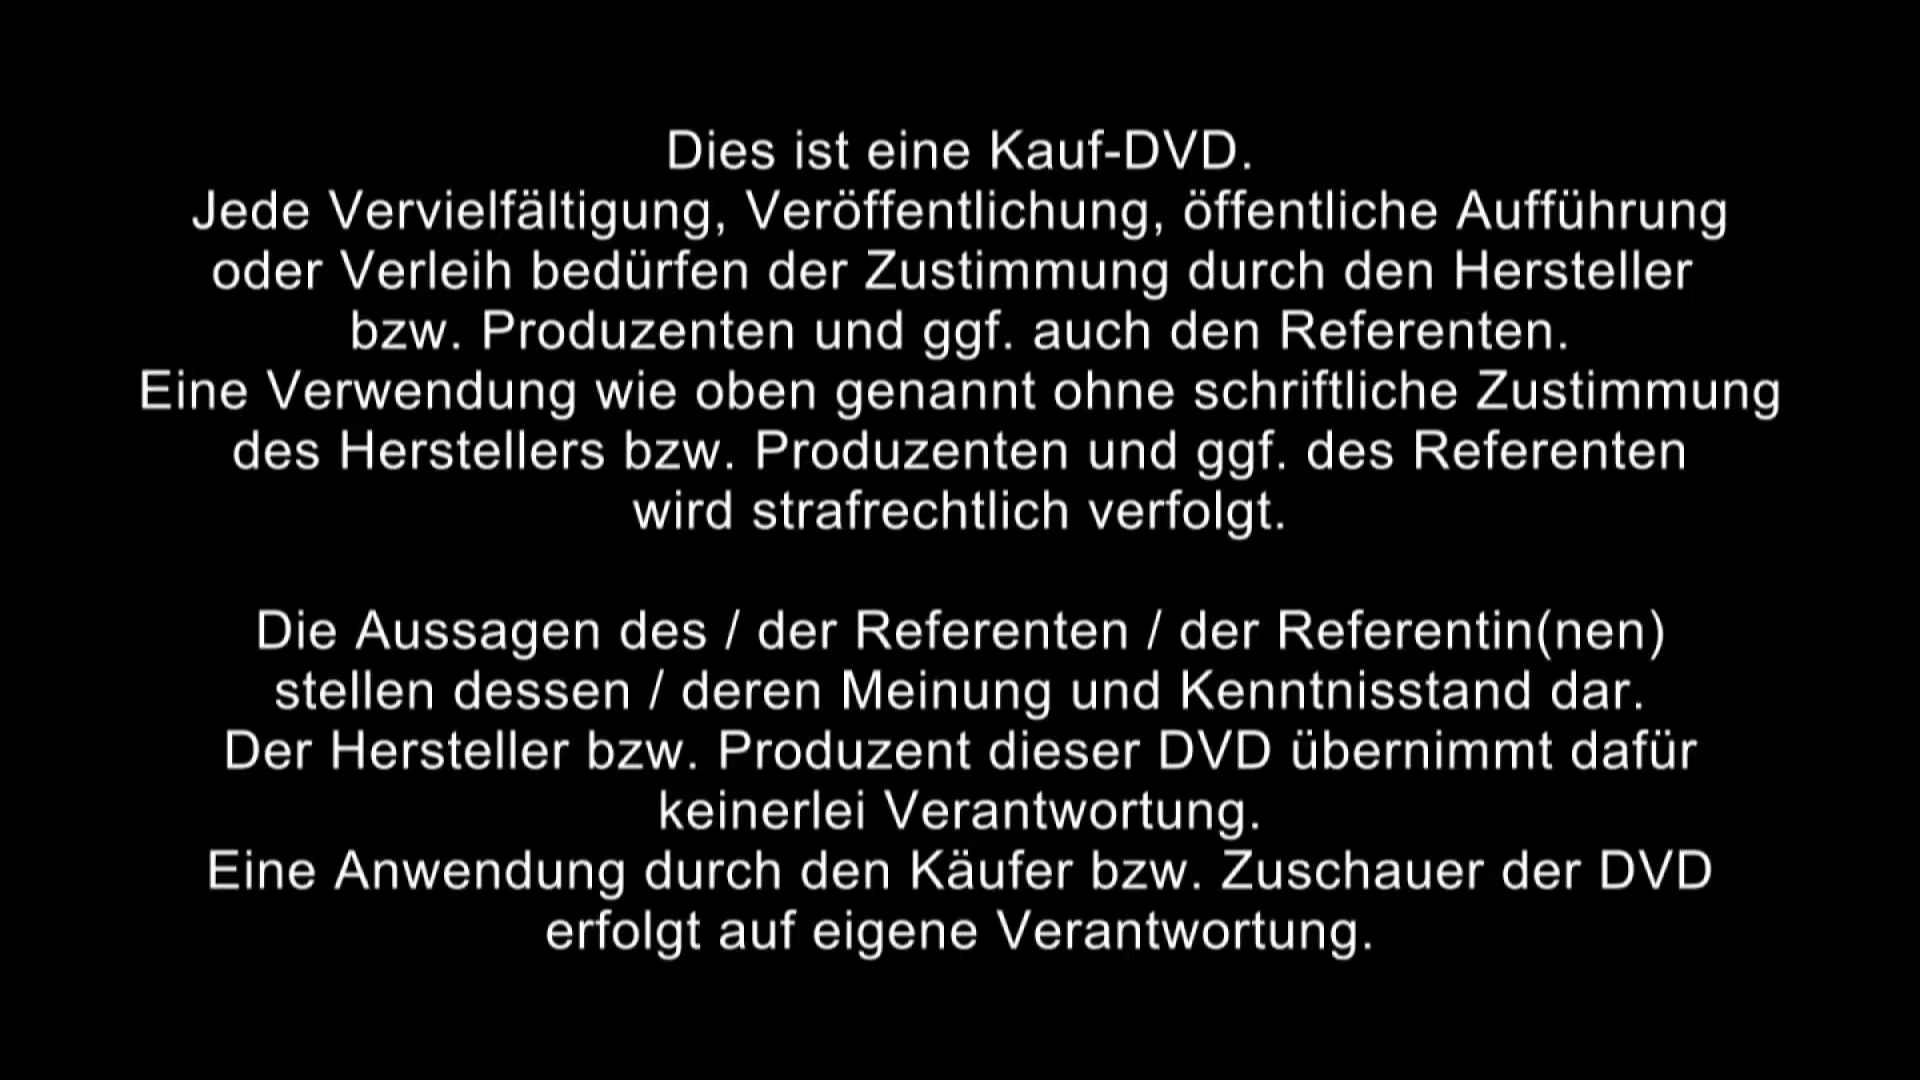 Dies ist eine Kauf-DVD.
Jede Vervielfältigung, Veröffentlichung, öffentliche Aufführung
oder Verleih bedürfen der Zustimmung durch den Hersteller
bzw. Produzenten und ggf. auch den Referenten.
Eine Verwendung wie oben genannt ohne schriftliche Zustimmung
des Herstellers bzw. Produzenten und ggf. des Referenten
wird strafrechtlich verfolgt.
Die Aussagen des / der Referenten / der Referentin(nen)
stellen dessen / deren Meinung und Kenntnisstand dar.
Der Hersteller bzw. Produzent dieser DVD übernimmt dafür
keinerlei Verantwortung.
Eine Anwendung durch den Käufer bzw. Zuschauer der DVD
erfolgt auf eigene Verantwortung.